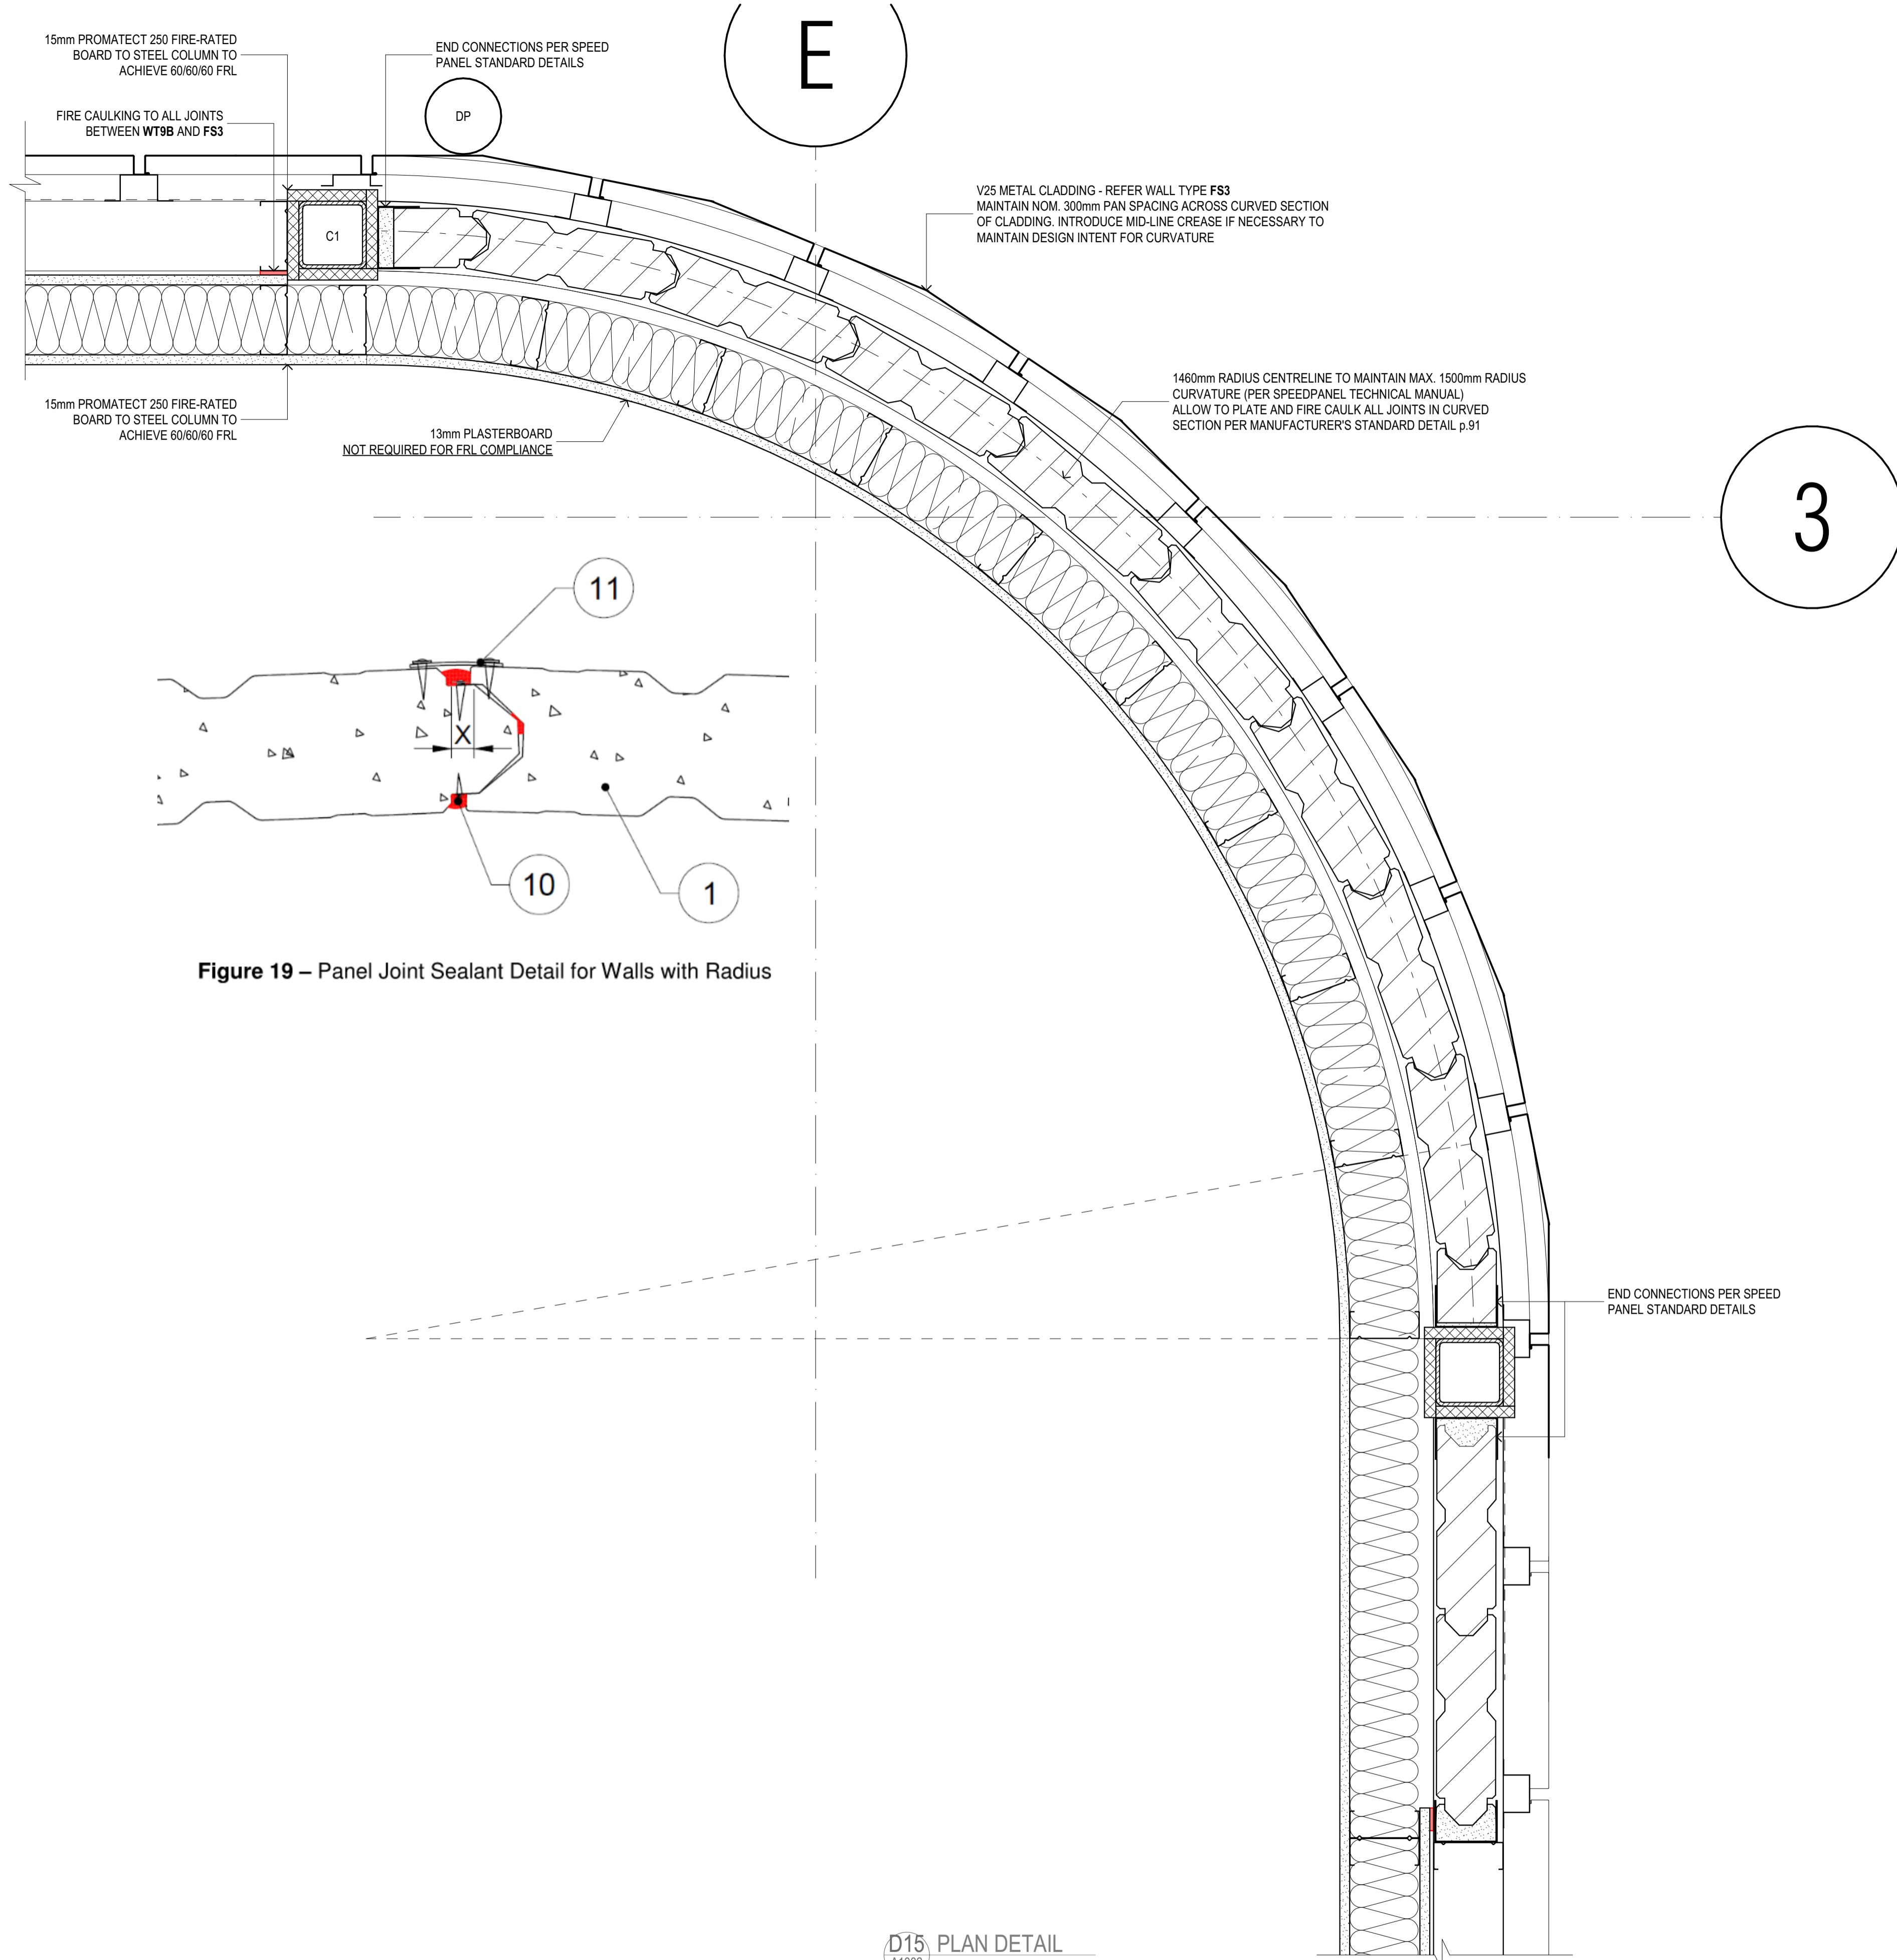 E
15mm PROMATECT 250 FIRE-RATED
BOARD TO STEEL COLUMN TO
ACHIEVE 60/60/60 FRL
END CONNECTIONS PER SPEED
PANEL STANDARD DETAILS
FIRE CAULKING TO ALL JOINTS
BETWEEN WT9B AND FS3
DP
C1
V25 METAL CLADDING - REFER WALL TYPE FS3
MAINTAIN NOM. 300mm PAN SPACING ACROSS CURVED SECTION
OF CLADDING. INTRODUCE MID-LINE CREASE IF NECESSARY TO
MAINTAIN DESIGN INTENT FOR CURVATURE
1460mm RADIUS CENTRELINE TO MAINTAIN MAX. 1500mm RADIUS
CURVATURE (PER SPEEDPANEL TECHNICAL MANUAL)
ALLOW TO PLATE AND FIRE CAULK ALL JOINTS IN CURVED
SECTION PER MANUFACTURER'S STANDARD DETAIL p.91
15mm PROMATECT 250 FIRE-RATED
BOARD TO STEEL COLUMN TO
ACHIEVE 60/60/60 FRL
13mm PLASTERBOARD
NOT REQUIRED FOR FRL COMPLIANCE
3
11
X
10
1
Figure 19 – Panel Joint Sealant Detail for Walls with Radius
END CONNECTIONS PER SPEED
PANEL STANDARD DETAILS
D15 PLAN DETAIL